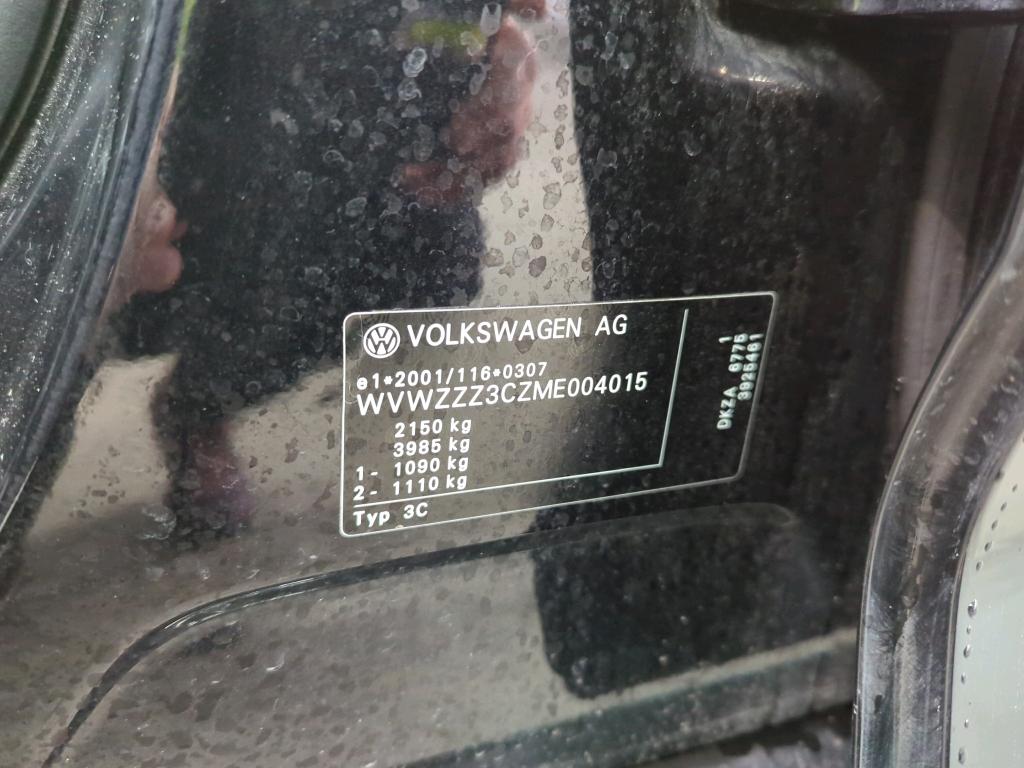 VOLKSWAGEN AG
e1*2001/116*0307
WVWZZZ3CZME004015
2150 kg
3985 kg
1- 1090 kg
2- 1110 kg
Typ 3C
1
DKZA 6776
3925461